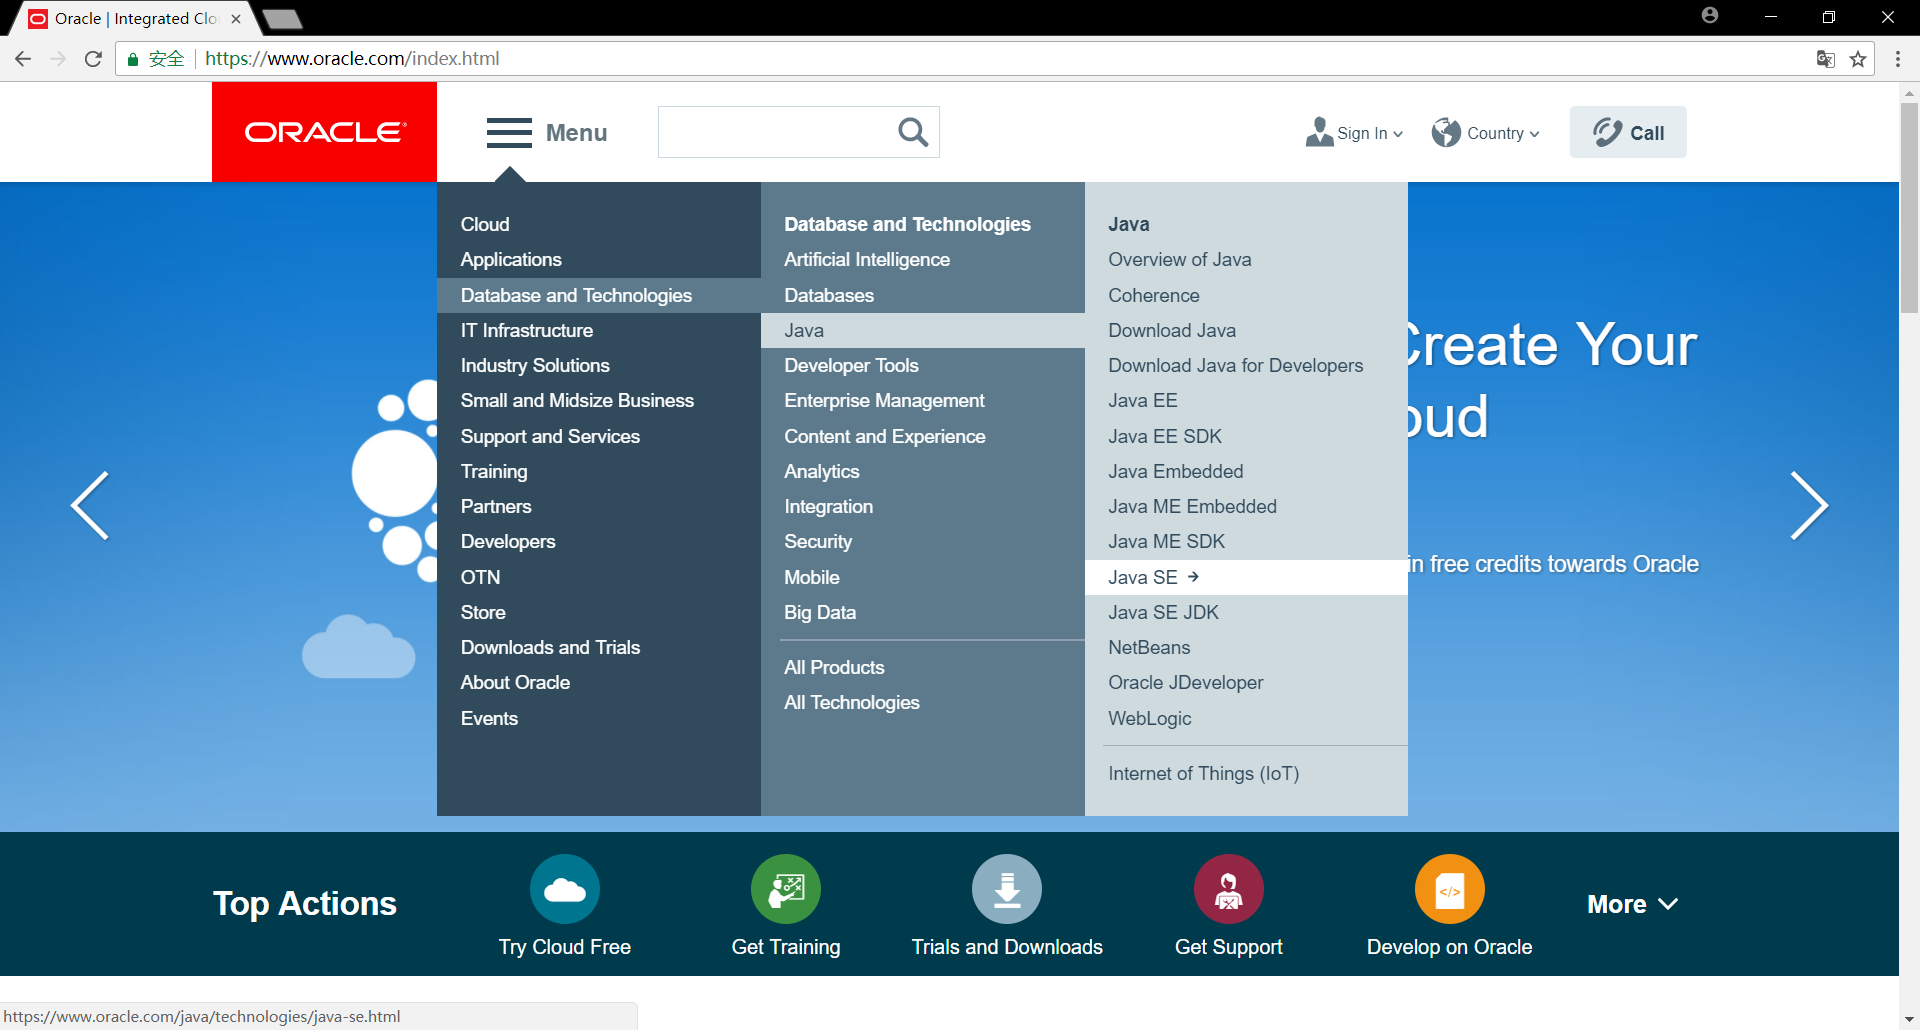 Oracle | Integrated Clo
安全 https://www.oracle.com/index.html
ORACLE
Menu
Sign In
Country
Call
Cloud
Applications
Database and Technologies
IT Infrastructure
Industry Solutions
Small and Midsize Business
Support and Services
Training
Partners
Developers
OTN
Store
Downloads and Trials
About Oracle
Events
Database and Technologies
Artificial Intelligence
Databases
Java
Developer Tools
Enterprise Management
Content and Experience
Analytics
Integration
Security
Mobile
Big Data
All Products
All Technologies
Java
Overview of Java
Coherence
Download Java
Download Java for Developers
Java EE
Java EE SDK
Java Embedded
Java ME Embedded
Java ME SDK
Java SE →
Java SE JDK
NetBeans
Oracle JDeveloper
WebLogic
Internet of Things (IoT)
Create Your
oud
in free credits towards Oracle
Top Actions
Try Cloud Free
Get Training
Trials and Downloads
Get Support
</>
Develop on Oracle
More
https://www.oracle.com/java/technologies/java-se.html